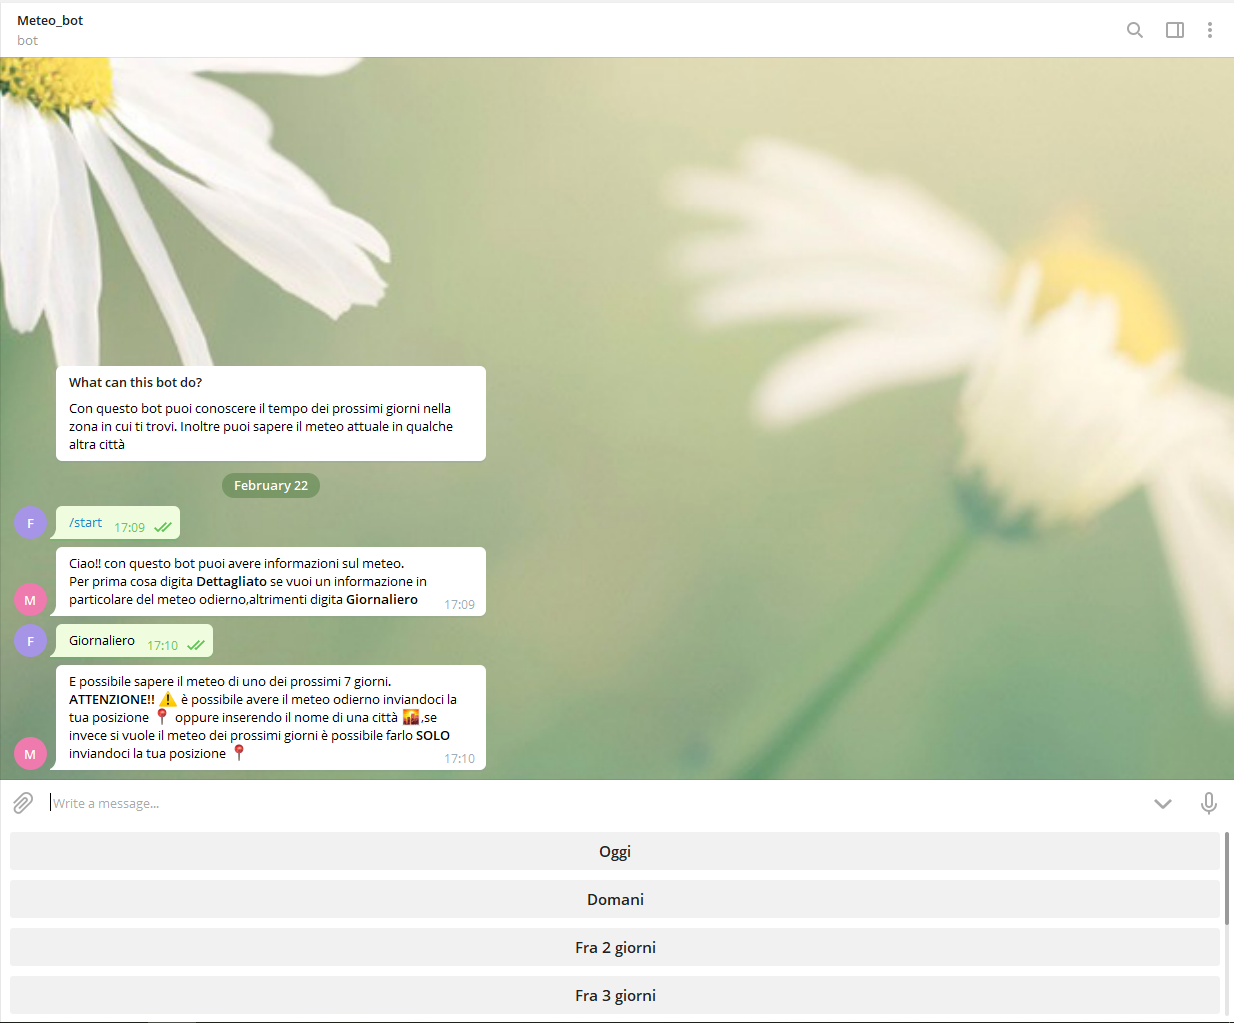 Meteo_bot
bot
What can this bot do?
Con questo bot puoi conoscere il tempo dei prossimi giorni nella
zona in cui ti trovi. Inoltre puoi sapere il meteo attuale in qualche
altra città
February 22
F
/start 17:09
Ciao!! con questo bot puoi avere informazioni sul meteo.
Per prima cosa digita Dettagliato se vuoi un informazione in
particolare del meteo odierno,altrimenti digita Giornaliero
M
17:09
F
Giornaliero 17:10
E possibile sapere il meteo di uno dei prossimi 7 giorni.
ATTENZIONE!! ⚠️ è possibile avere il meteo odierno inviandoci la
tua posizione 📍 oppure inserendo il nome di una città 🌇,se
invece si vuole il meteo dei prossimi giorni è possibile farlo SOLO
inviandoci la tua posizione 📍
M
17:10
Write a message...
Oggi
Domani
Fra 2 giorni
Fra 3 giorni